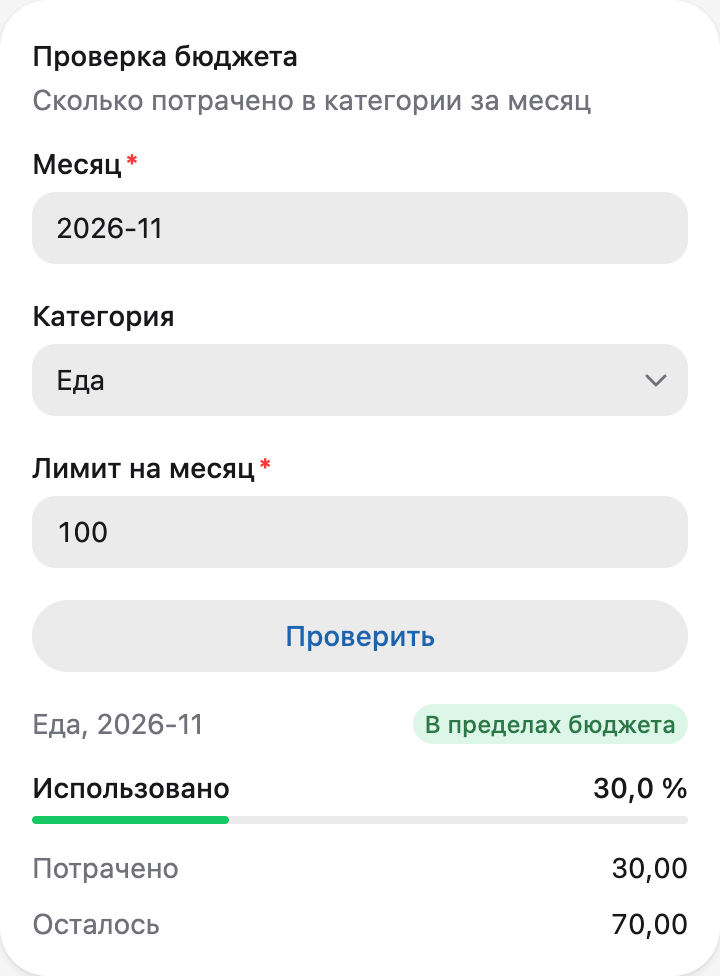 Проверка бюджета
Сколько потрачено в категории за месяц
Месяц *
2026-11
Категория
Еда
Лимит на месяц *
100
Проверить
Еда, 2026-11 В пределах бюджета
Использовано 30,0 %
Потрачено 30,00
Осталось 70,00